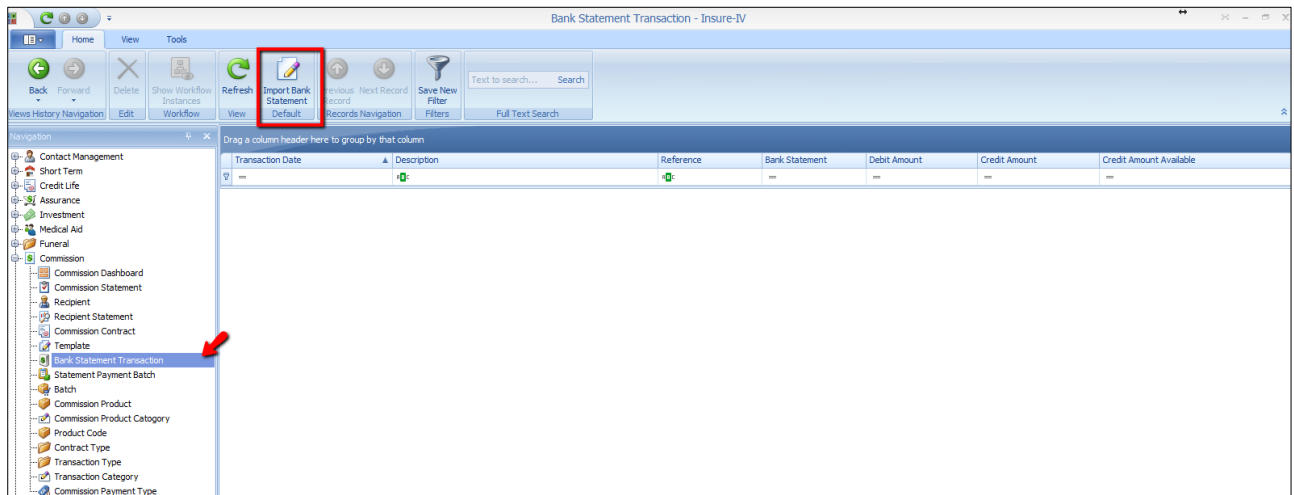 Bank Statement Transaction - Insure-IV
Home View Tools
Back Forward Delete Show Workflow Instances Refresh Import Bank Statement Previous Record Next Record Save New Filter Text to search... Search
Views History Navigation Edit Workflow View Default Records Navigation Filters Full Text Search
Navigation
Drag a column header here to group by that column
Transaction Date Description Reference Bank Statement Debit Amount Credit Amount Credit Amount Available
= = = = =
Contact Management
Short Term
Credit Life
Assurance
Investment
Medical Aid
Funeral
Commission
Commission Dashboard
Commission Statement
Recipient
Recipient Statement
Commission Contract
Template
Bank Statement Transaction
Statement Payment Batch
Batch
Commission Product
Commission Product Catogory
Product Code
Contract Type
Transaction Type
Transaction Category
Commission Payment Type